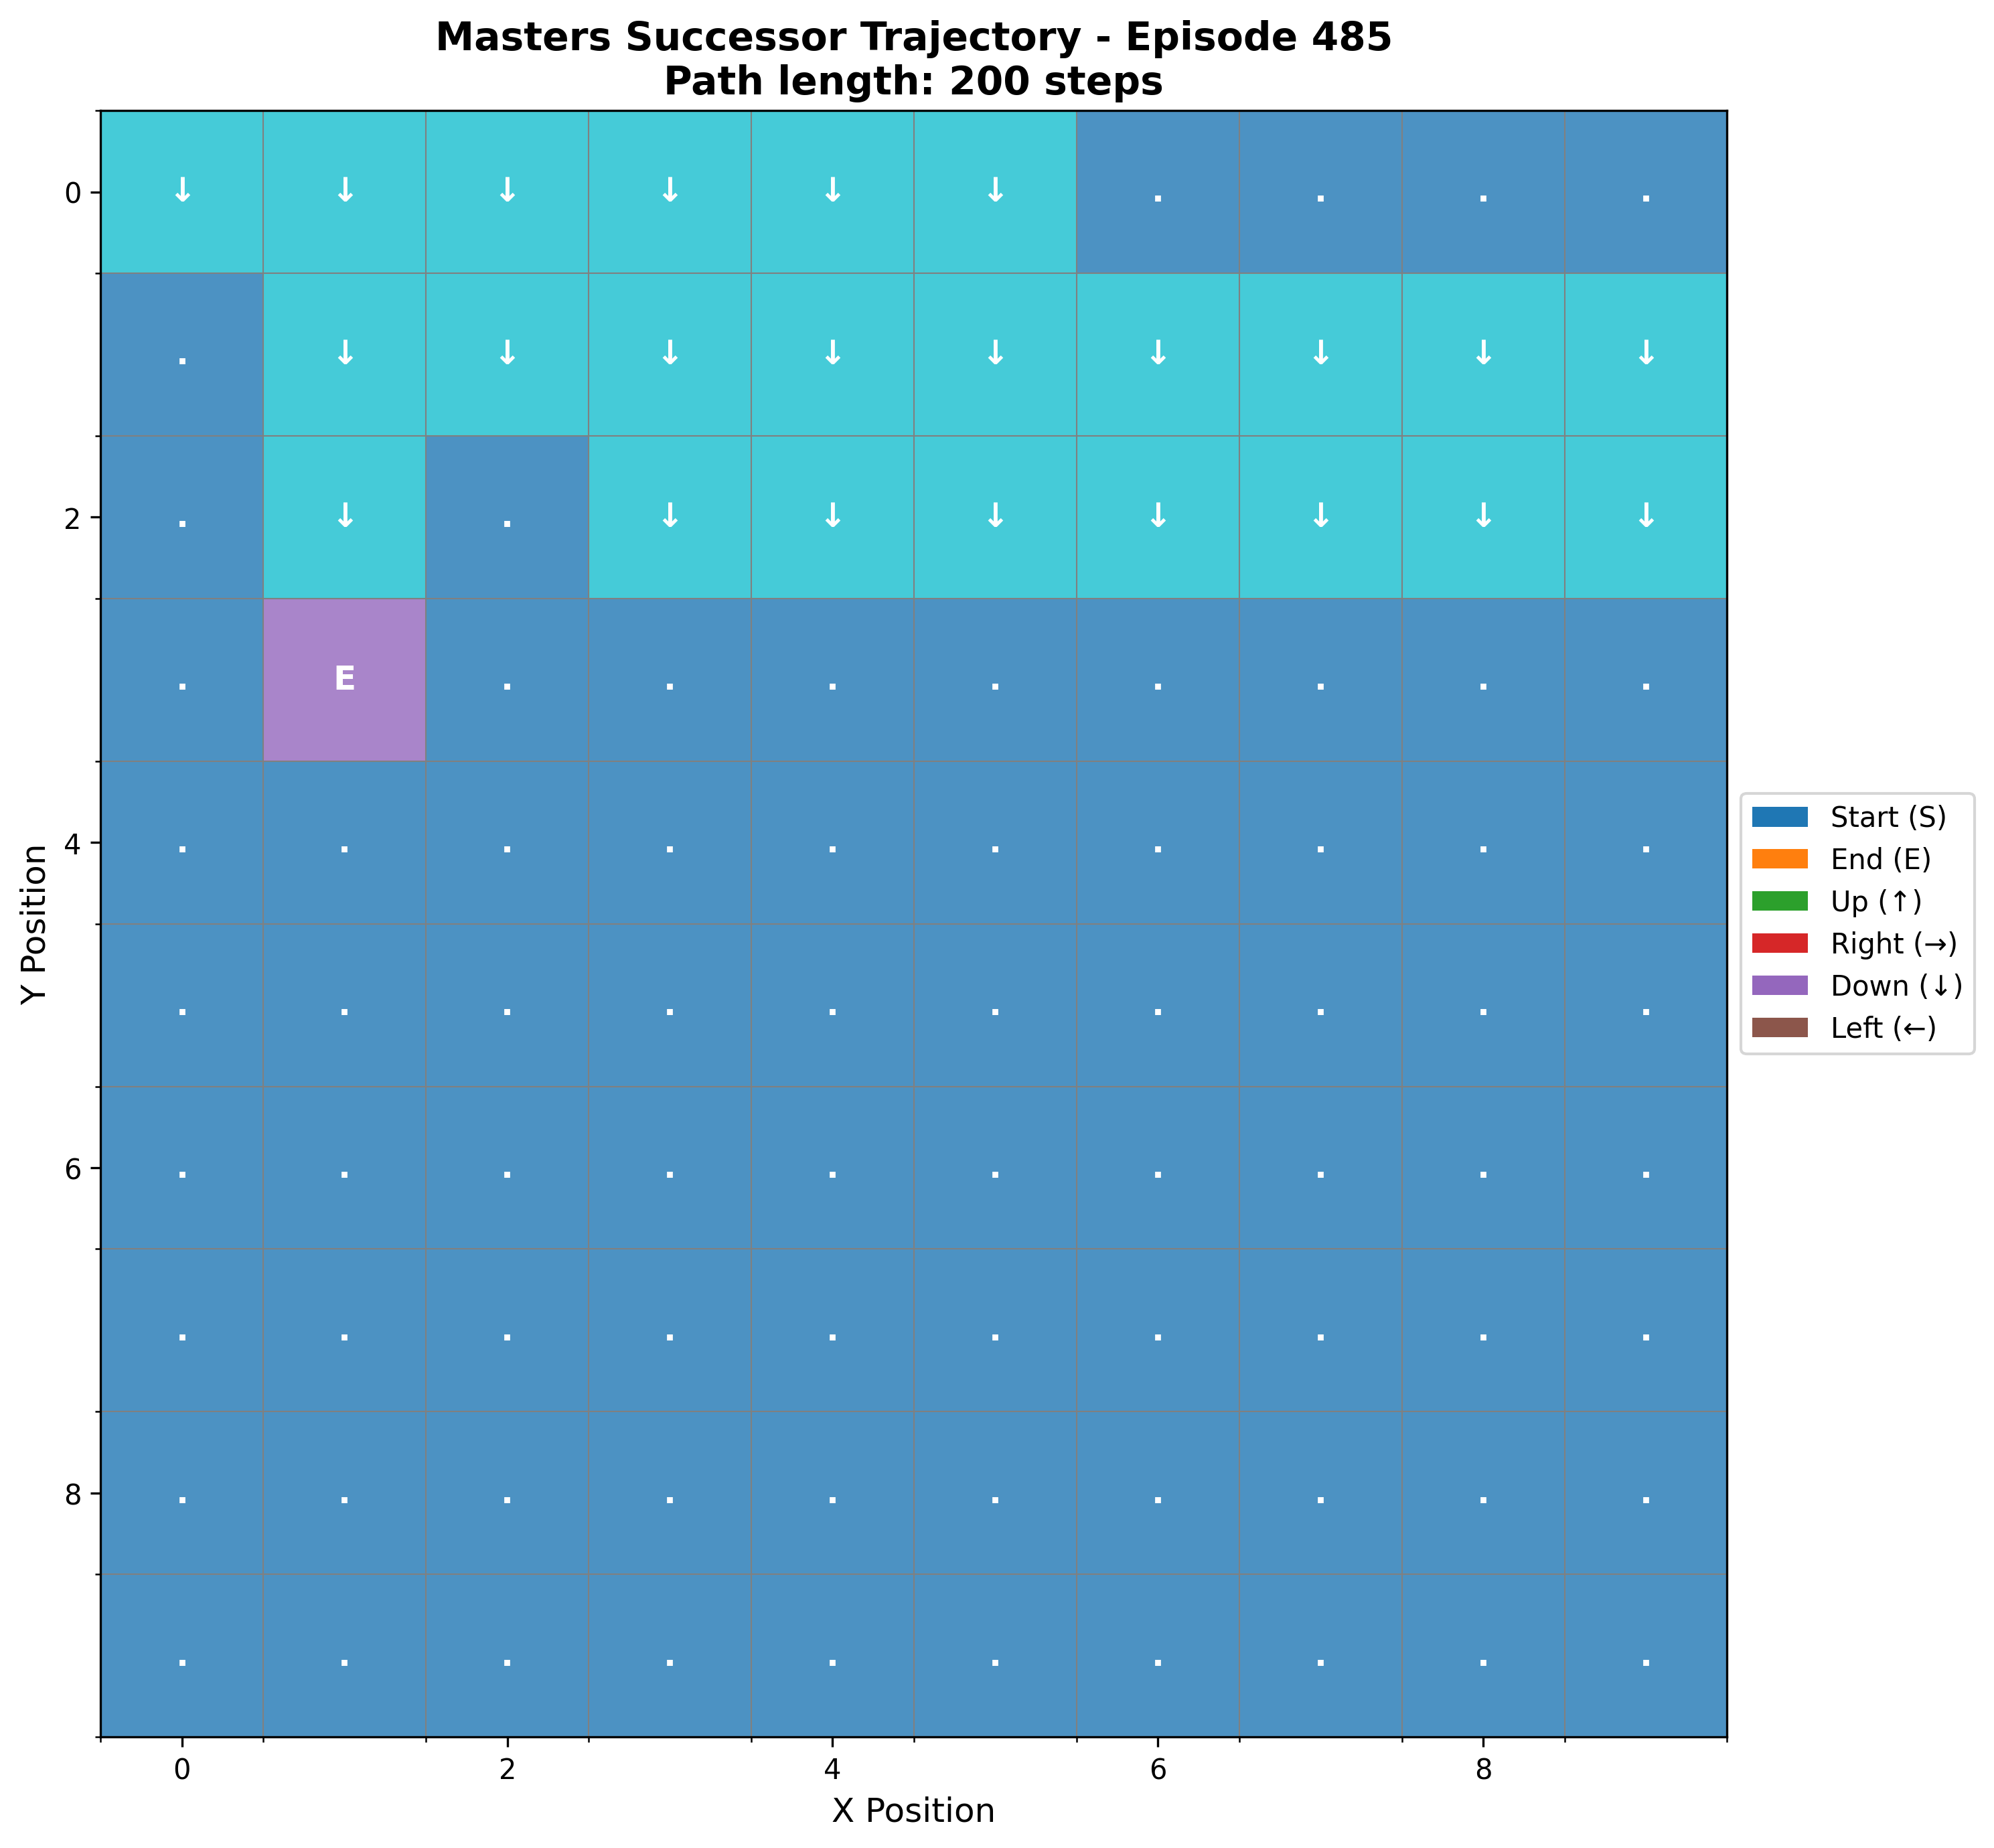 Masters Successor Trajectory - Episode 485
Path length: 200 steps
0 ↓ ↓ ↓ ↓ ↓ ↓ . . . .
. ↓ ↓ ↓ ↓ ↓ ↓ ↓ ↓ ↓
2 . ↓ . ↓ ↓ ↓ ↓ ↓ ↓ ↓
. E . . . . . . . .
4 . . . . . . . . . .
. . . . . . . . . .
6 . . . . . . . . . .
. . . . . . . . . .
8 . . . . . . . . . .
. . . . . . . . . .
0 2 4 6 8
X Position
Y Position
Start (S)
End (E)
Up (↑)
Right (→)
Down (↓)
Left (←)